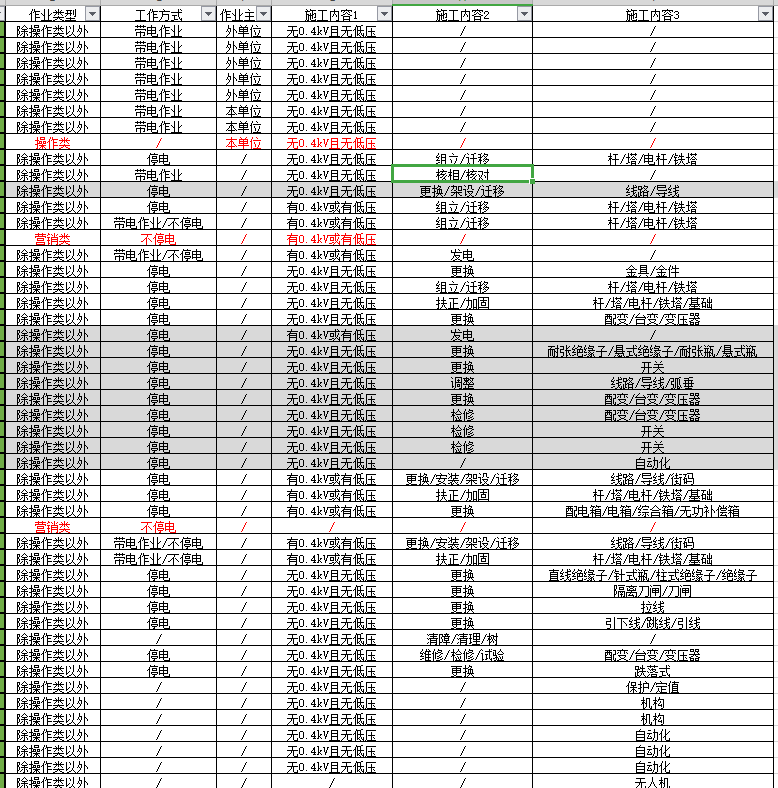 作业类型 工作方式 作业主 施工内容1 施工内容2 施工内容3
除操作类以外 带电作业 外单位 无0.4kV且无低压 / /
除操作类以外 带电作业 外单位 无0.4kV且无低压 / /
除操作类以外 带电作业 外单位 无0.4kV且无低压 / /
除操作类以外 带电作业 外单位 无0.4kV且无低压 / /
除操作类以外 带电作业 外单位 无0.4kV且无低压 / /
除操作类以外 带电作业 本单位 无0.4kV且无低压 / /
除操作类以外 带电作业 本单位 无0.4kV且无低压 / /
操作类 / 本单位 无0.4kV且无低压 / /
除操作类以外 停电 / 无0.4kV且无低压 组立/迁移 杆/塔/电杆/铁塔
除操作类以外 带电作业 / 无0.4kV且无低压 核相/核对 /
除操作类以外 停电 / 无0.4kV且无低压 更换/架设/迁移 线路/导线
除操作类以外 停电 / 有0.4kV或有低压 组立/迁移 杆/塔/电杆/铁塔
除操作类以外 带电作业/不停电 / 有0.4kV或有低压 组立/迁移 杆/塔/电杆/铁塔
营销类 不停电 / 有0.4kV或有低压 / /
除操作类以外 带电作业/不停电 / 有0.4kV或有低压 发电 /
除操作类以外 停电 / 无0.4kV且无低压 更换 金具/金件
除操作类以外 停电 / 无0.4kV且无低压 组立/迁移 杆/塔/电杆/铁塔
除操作类以外 停电 / 无0.4kV且无低压 扶正/加固 杆/塔/电杆/铁塔/基础
除操作类以外 停电 / 无0.4kV且无低压 更换 配变/台变/变压器
除操作类以外 停电 / 有0.4kV或有低压 发电 /
除操作类以外 停电 / 无0.4kV且无低压 更换 耐张绝缘子/悬式绝缘子/耐张瓶/悬式瓶
除操作类以外 停电 / 无0.4kV且无低压 更换 开关
除操作类以外 停电 / 无0.4kV且无低压 调整 线路/导线/弧垂
除操作类以外 停电 / 无0.4kV且无低压 更换 配变/台变/变压器
除操作类以外 停电 / 无0.4kV且无低压 检修 配变/台变/变压器
除操作类以外 停电 / 无0.4kV且无低压 检修 开关
除操作类以外 停电 / 无0.4kV且无低压 检修 开关
除操作类以外 停电 / 无0.4kV且无低压 / 自动化
除操作类以外 停电 / 有0.4kV或有低压 更换/安装/架设/迁移 线路/导线/街码
除操作类以外 停电 / 有0.4kV或有低压 扶正/加固 杆/塔/电杆/铁塔/基础
除操作类以外 停电 / 有0.4kV或有低压 更换 配电箱/电箱/综合箱/无功补偿箱
营销类 不停电 / / / /
除操作类以外 带电作业/不停电 / 有0.4kV或有低压 更换/安装/架设/迁移 线路/导线/街码
除操作类以外 带电作业/不停电 / 有0.4kV或有低压 扶正/加固 杆/塔/电杆/铁塔/基础
除操作类以外 停电 / 无0.4kV且无低压 更换 直线绝缘子/针式瓶/柱式绝缘子/绝缘子
除操作类以外 停电 / 无0.4kV且无低压 更换 隔离刀闸/刀闸
除操作类以外 停电 / 无0.4kV且无低压 更换 拉线
除操作类以外 停电 / 无0.4kV且无低压 更换 引下线/跳线/引线
除操作类以外 / / 无0.4kV且无低压 清障/清理/树 /
除操作类以外 停电 / 无0.4kV且无低压 维修/检修/试验 配变/台变/变压器
除操作类以外 停电 / 无0.4kV且无低压 更换 跌落式
除操作类以外 / / 无0.4kV且无低压 / 保护/定值
除操作类以外 / / 无0.4kV且无低压 / 机构
除操作类以外 / / 无0.4kV且无低压 / 机构
除操作类以外 / / 无0.4kV且无低压 / 自动化
除操作类以外 / / 无0.4kV且无低压 / 自动化
除操作类以外 / / 无0.4kV且无低压 / 自动化
除操作类以外 / / / / 无人机